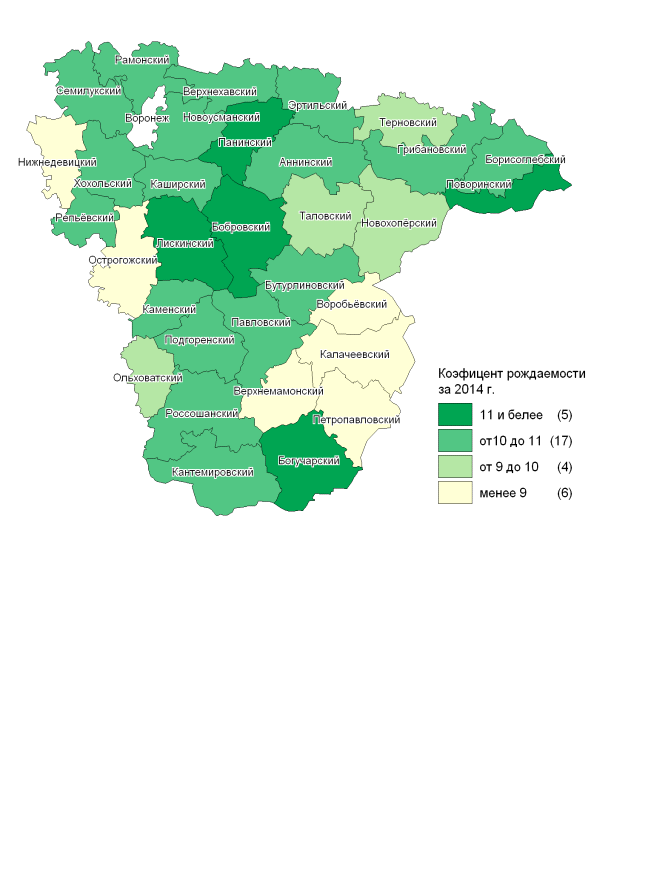 Рамонский
Семилукский
Верхнехавский
Эртильский
Воронеж
Новоусманский
Терновский
Панинский
Грибановский
Нижнедевицкий
Аннинский
Борисоглебский
Хохольский
Каширский
Поворинский
Репьёвский
Таловский
Новохопёрский
Бобровский
Лискинский
Острогожский
Бутурлиновский
Воробьёвский
Каменский
Павловский
Подгоренский
Калачеевский
Ольховатский
Верхнемамонский
Россошанский
Петропавловский
Богучарский
Кантемировский
Коэфицент рождаемости
за 2014 г.
11 и белее (5)
от10 до 11 (17)
от 9 до 10 (4)
менее 9 (6)